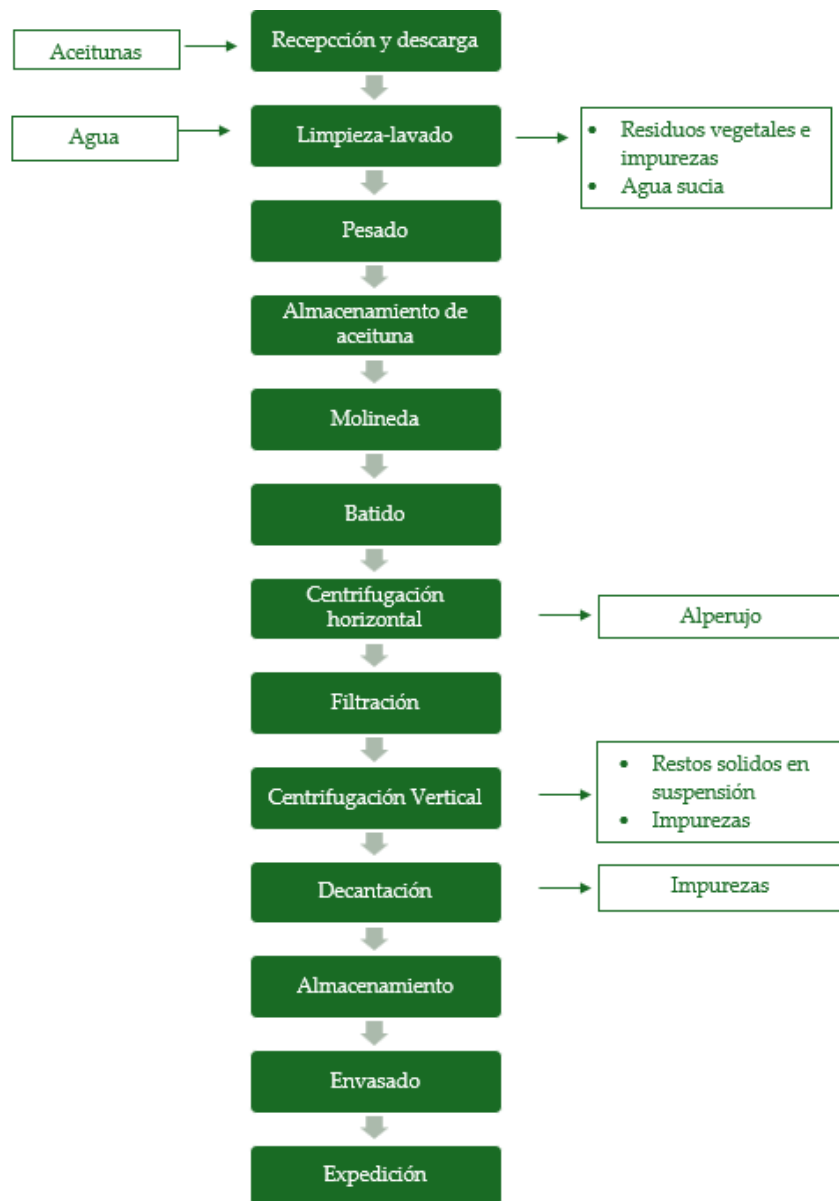 Aceitunas
Recepcción y descarga
Agua
Limpieza-lavado
• Residuos vegetales e
impurezas
• Agua sucia
Pesado
Almacenamiento de
aceituna
Molineda
Batido
Centrifugación
horizontal
Alperujo
Filtración
Centrifugación Vertical
• Restos solidos en
suspensión
• Impurezas
Decantación
Impurezas
Almacenamiento
Envasado
Expedición